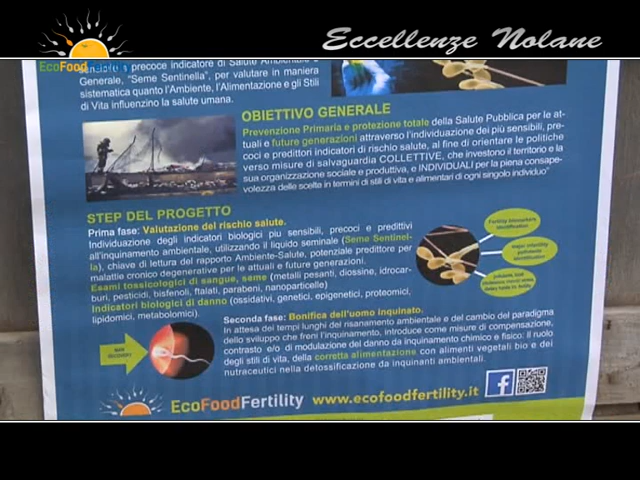 Eccellenze Nolane
EcoFoodFertility
precoce indicatore di Salute Ambientale e
Generale, "Seme Sentinella", per valutare in maniera
sistematica quanto l'Ambiente, l'Alimentazione e gli Stili
di Vita influenzino la salute umana.
OBIETTIVO GENERALE
Prevenzione Primaria e protezione totale della Salute Pubblica per le at-
tuali e future generazioni attraverso l'individuazione dei più sensibili, pre-
coci e predittori indicatori di rischio salute, al fine di orientare le politiche
verso misure di salvaguardia COLLETTIVE, che investono il territorio e la
sua organizzazione sociale e produttiva, e INDIVIDUALI per la piena consape-
volezza delle scelte in termini di stili di vita e alimentari di ogni singolo individuo"
STEP DEL PROGETTO
Prima fase: Valutazione del rischio salute.
Individuazione degli indicatori biologici piu sensibili, precoci e predittivi
all'inquinamento ambientale, utilizzando il liquido seminale (Seme Sentinel-
la), chiave di lettura del rapporto Ambiente-Salute, potenziale predittore per
malattie cronico degenerative per le attuali e future generazioni.
Esami tossicologici di sangue, seme (metalli pesanti, diossine, idrocar-
buri, pesticidi, bisfenoli, ftalati, parabeni, nanoparticelle)
Indicatori biologici di danno (ossidativi, genetici, epigenetici, proteomici,
lipidomici, metabolomici).
Fertility biomarkers
identification
Seconda fase: Bonifica dell'uomo inquinato.
In attesa dei tempi lunghi del risanamento ambientale e del cambio del paradigma
dello sviluppo che freni l'inquinamento, introdurre come misure di compensazione,
contrasto e/o di modulazione del danno da inquinamento chimico e fisico: Il ruolo
degli stili di vita, della corretta alimentazione con alimenti vegetali bio e dei
nutraceutici nella detossificazione da inquinanti ambientali.
EcoFoodFertility www.ecofoodfertility.it f